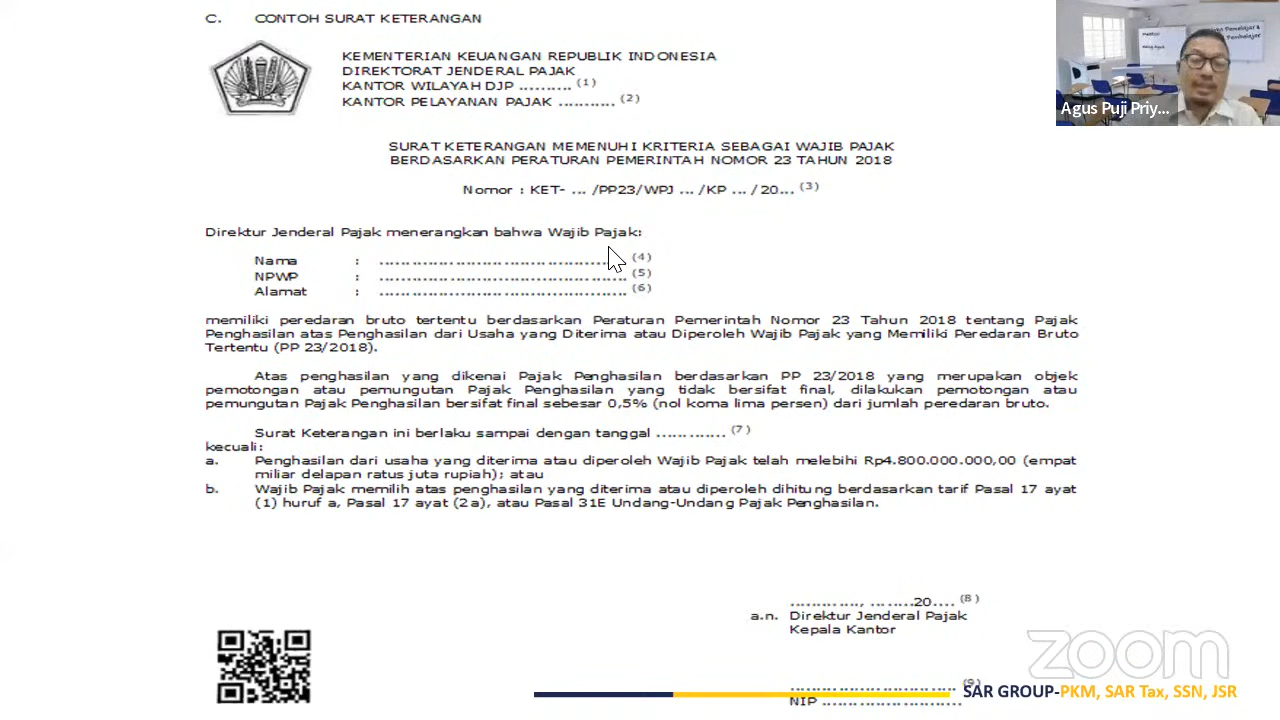 C. CONTOH SURAT KETERANGAN
KEMENTERIAN KEUANGAN REPUBLIK INDONESIA
DIREKTORAT JENDERAL PAJAK
KANTOR WILAYAH DJP .......... (1)
KANTOR PELAYANAN PAJAK ........... (2)
Agus Puji Priy...
SURAT KETERANGAN MEMENUHI KRITERIA SEBAGAI WAJIB PAJAK
BERDASARKAN PERATURAN PEMERINTAH NOMOR 23 TAHUN 2018
Nomor : KET- ... /PP23/WPJ ... /KP ... / 20... (3)
Direktur Jenderal Pajak menerangkan bahwa Wajib Pajak:
Nama : ........................................ (4)
NPWP : ........................................ (5)
Alamat : ........................................ (6)
memiliki peredaran bruto tertentu berdasarkan Peraturan Pemerintah Nomor 23 Tahun 2018 tentang Pajak
Penghasilan atas Penghasilan dari Usaha yang Diterima atau Diperoleh Wajib Pajak yang Memiliki Peredaran Bruto
Tertentu (PP 23/2018).
Atas penghasilan yang dikenai Pajak Penghasilan berdasarkan PP 23/2018 yang merupakan objek
pemotongan atau pemungutan Pajak Penghasilan yang tidak bersifat final, dilakukan pemotongan atau
pemungutan Pajak Penghasilan bersifat final sebesar 0,5% (nol koma lima persen) dari jumlah peredaran bruto.
Surat Keterangan ini berlaku sampai dengan tanggal ............ (7)
kecuali:
a. Penghasilan dari usaha yang diterima atau diperoleh Wajib Pajak telah melebihi Rp4.800.000.000,00 (empat
miliar delapan ratus juta rupiah); atau
b. Wajib Pajak memilih atas penghasilan yang diterima atau diperoleh dihitung berdasarkan tarif Pasal 17 ayat
(1) huruf a, Pasal 17 ayat (2a), atau Pasal 31E Undang-Undang Pajak Penghasilan.
............, ........20.... (8)
a.n. Direktur Jenderal Pajak
Kepala Kantor
zoom
........................... (9)
SAR GROUP-PKM, SAR Tax, SSN, JSR
NIP .......................